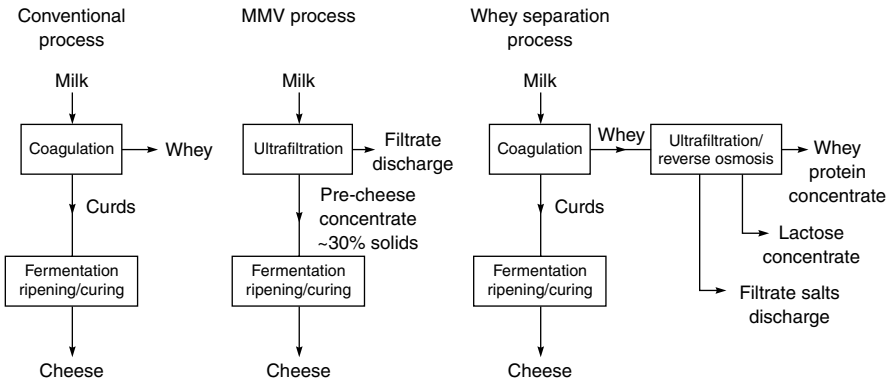 Conventional
process
Milk
Coagulation
Whey
Curds
Fermentation
ripening/curing
Cheese
MMV process
Milk
Ultrafiltration
Filtrate
discharge
Pre-cheese
concentrate
~30% solids
Fermentation
ripening/curing
Cheese
Whey separation
process
Milk
Coagulation
Whey
Ultrafiltration/
reverse osmosis
Whey
protein
concentrate
Lactose
concentrate
Filtrate salts
discharge
Curds
Fermentation
ripening/curing
Cheese